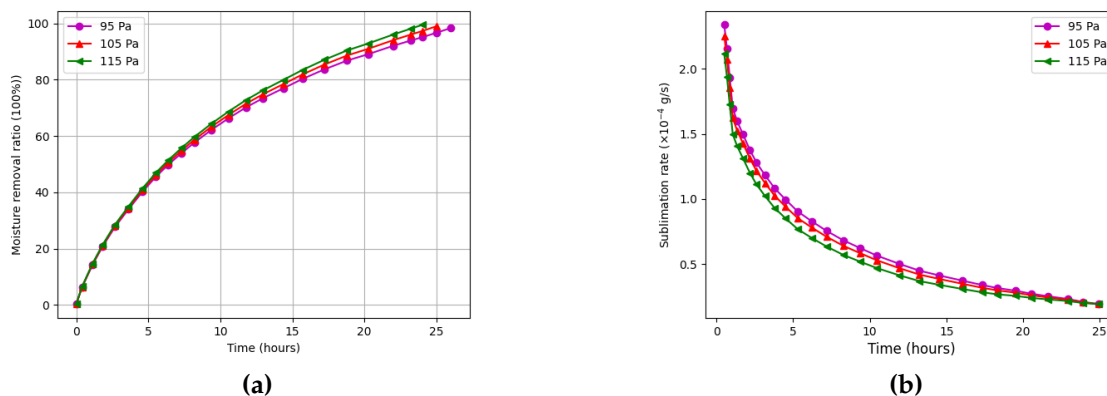 100
80
60
40
20
0
Moisture removal ratio (100%))
95 Pa
105 Pa
115 Pa
0
5
10
15
20
25
Time (hours)
(a)
2.0
1.5
1.0
0.5
Sublimation rate (×10⁻⁴ g/s)
95 Pa
105 Pa
115 Pa
0
5
10
15
20
25
Time (hours)
(b)